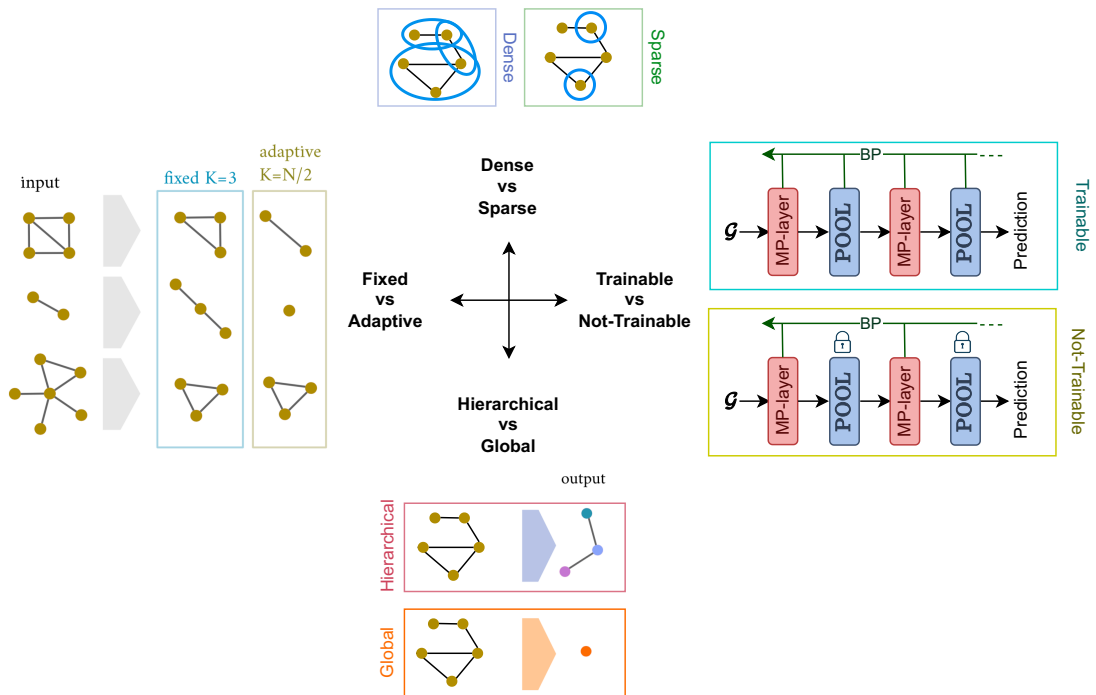 Dense
Sparse
input
fixed K=3
adaptive
K=N/2
Dense
vs
Sparse
Fixed
vs
Adaptive
Trainable
vs
Not-Trainable
Hierarchical
vs
Global
BP
𝒢
MP-layer
POOL
MP-layer
POOL
Prediction
Trainable
BP
𝒢
MP-layer
POOL
MP-layer
POOL
Prediction
Not-Trainable
output
Hierarchical
Global